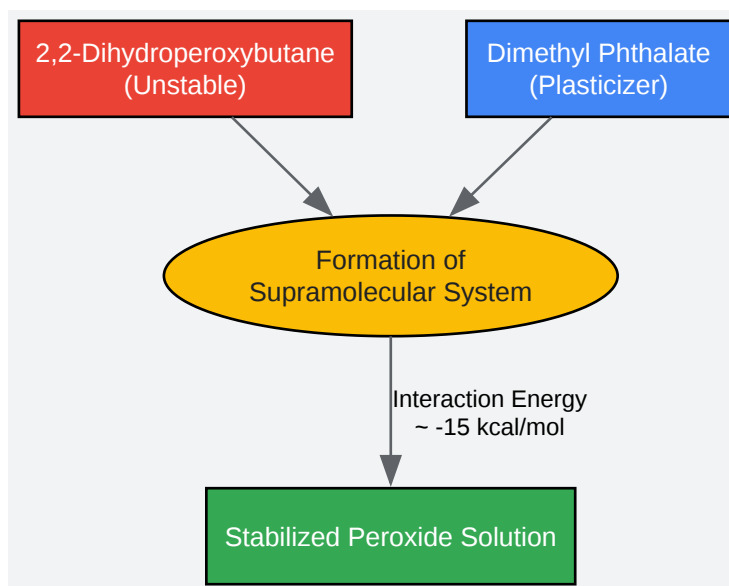 2,2-Dihydroperoxybutane
(Unstable)
Dimethyl Phthalate
(Plasticizer)
Formation of
Supramolecular System
Interaction Energy
~ -15 kcal/mol
Stabilized Peroxide Solution